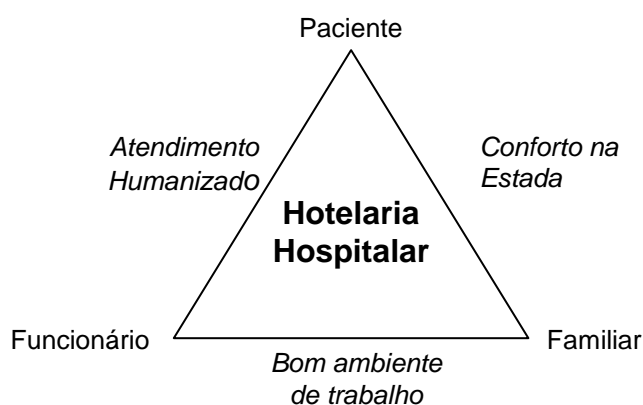 Paciente
Atendimento
Humanizado
Conforto na
Estada
Hotelaria
Hospitalar
Funcionário
Familiar
Bom ambiente
de trabalho